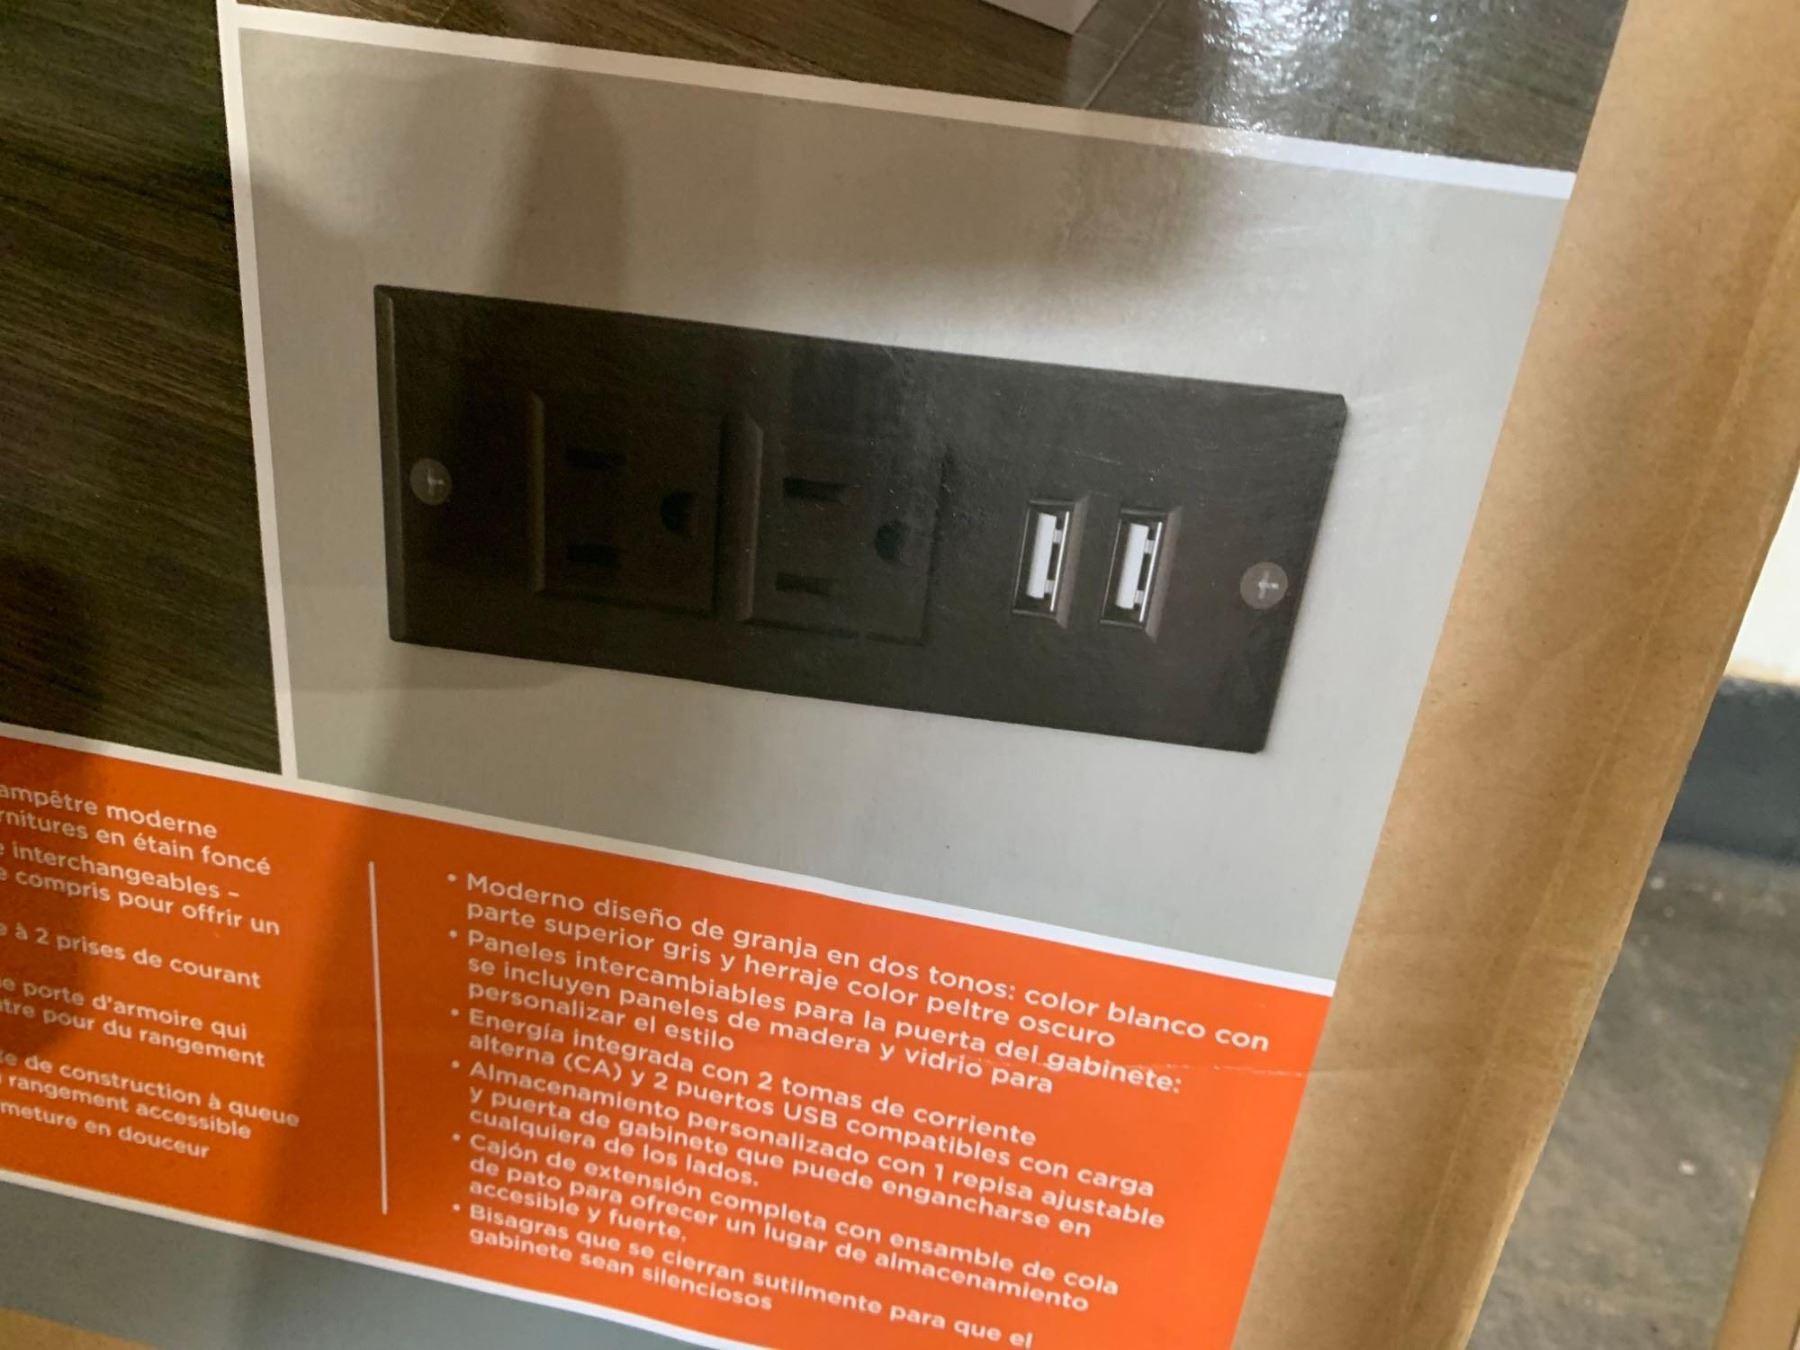 ampêtre moderne
rnitures en étain foncé
interchangeables –
compris pour offrir un
à 2 prises de courant
porte d'armoire qui
pour du rangement
de construction à queue
rangement accessible
meture en douceur
• Moderno diseño de granja en dos tonos: color blanco con
parte superior gris y herraje color peltre oscuro
• Paneles intercambiables para la puerta del gabinete:
se incluyen paneles de madera y vidrio para
personalizar el estilo
• Energía integrada con 2 tomas de corriente
alterna (CA) y 2 puertos USB compatibles con carga
• Almacenamiento personalizado con 1 repisa ajustable
y puerta de gabinete que puede engancharse en
cualquiera de los lados.
• Cajón de extensión completa con ensamble de cola
de pato para ofrecer un lugar de almacenamiento
accesible y fuerte.
• Bisagras que se cierran sutilmente para que el
gabinete sean silenciosos